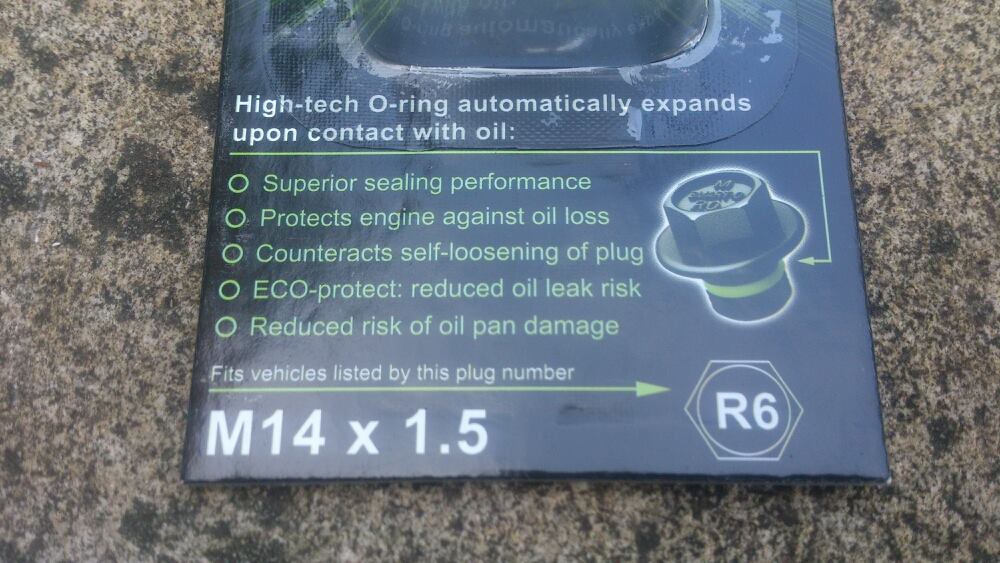 O-ring automatically
High-tech O-ring automatically expands
upon contact with oil:
Superior sealing performance
Protects engine against oil loss
Counteracts self-loosening of plug
ECO-protect: reduced oil leak risk
Reduced risk of oil pan damage
Fits vehicles listed by this plug number
M14 x 1.5
R6